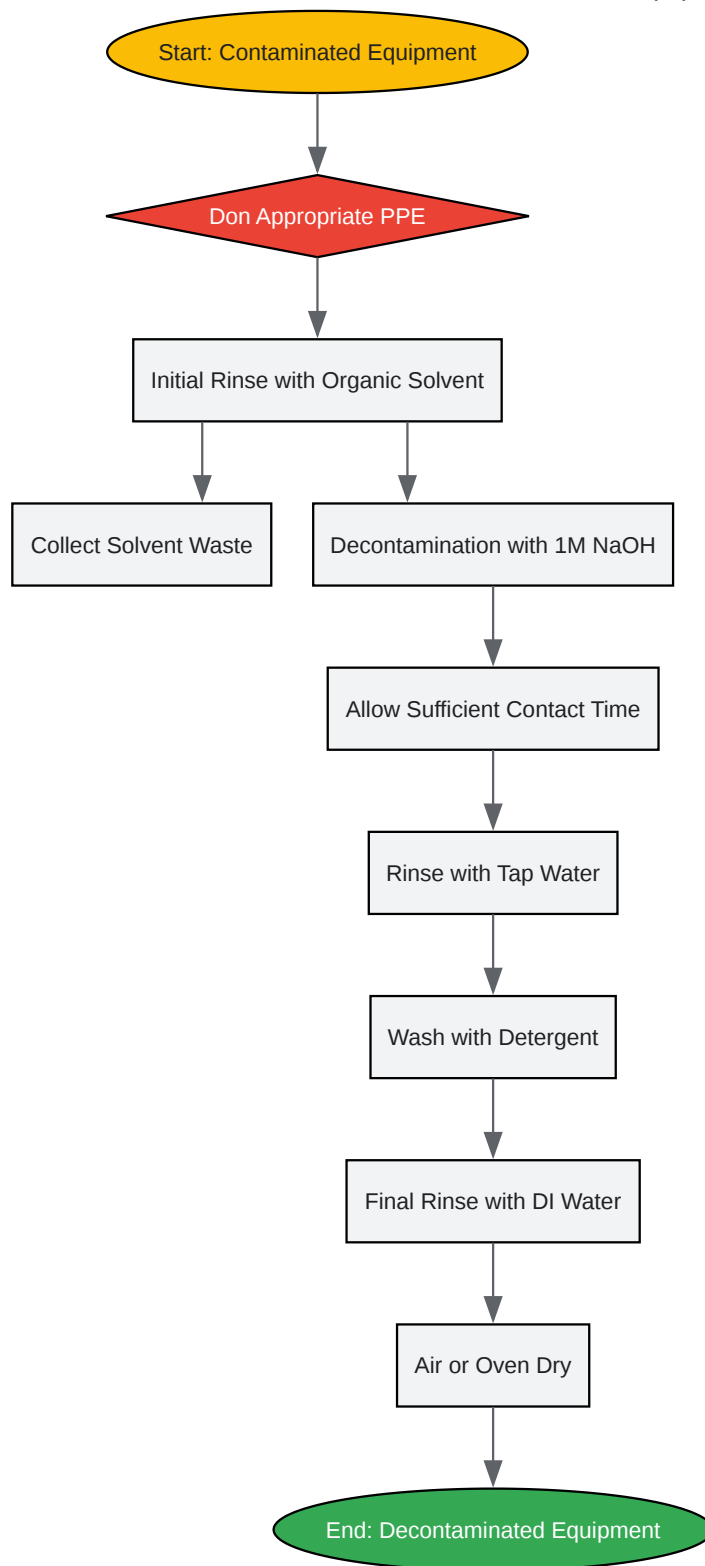 Start: Contaminated Equipment
Don Appropriate PPE
Initial Rinse with Organic Solvent
Collect Solvent Waste
Decontamination with 1M NaOH
Allow Sufficient Contact Time
Rinse with Tap Water
Wash with Detergent
Final Rinse with DI Water
Air or Oven Dry
End: Decontaminated Equipment